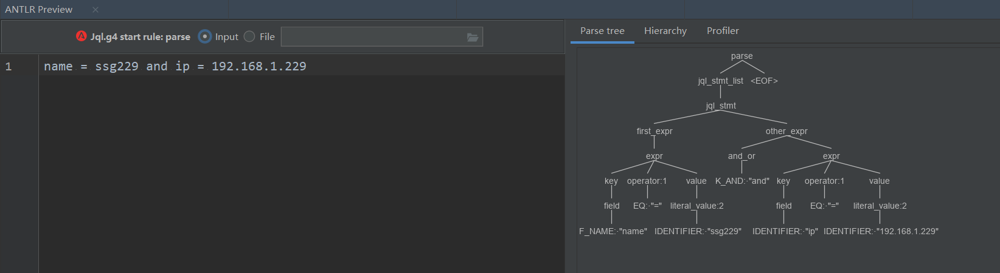 ANTLR Preview ×
Jql.g4 start rule: parse Input File
1 name = ssg229 and ip = 192.168.1.229
Parse tree Hierarchy Profiler
parse
jql_stmt_list <EOF>
jql_stmt
first_expr other_expr
expr and_or expr
key operator:1 value K_AND:·"and" key operator:1 value
field EQ:·"=" literal_value:2 field EQ:·"=" literal_value:2
F_NAME:·"name" IDENTIFIER:·"ssg229" IDENTIFIER:·"ip" IDENTIFIER:·"192.168.1.229"